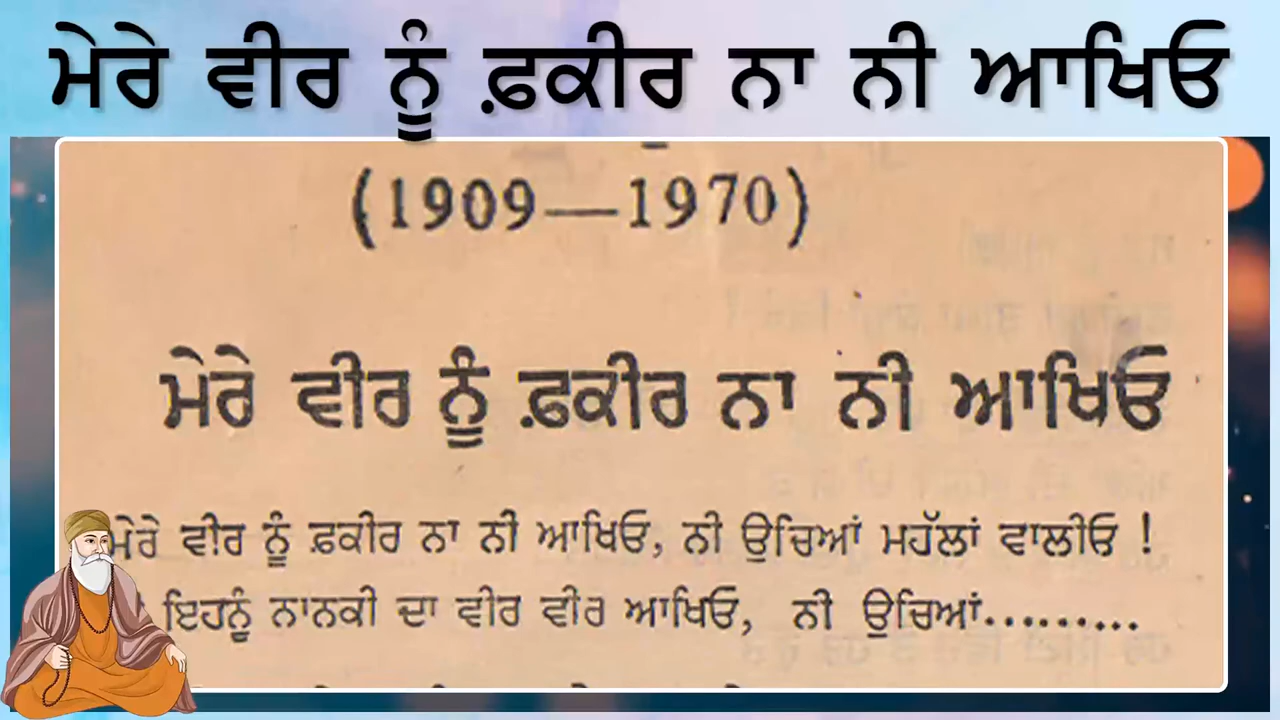 ਮੇਰੇ ਵੀਰ ਨੂੰ ਫ਼ਕੀਰ ਨਾ ਨੀ ਆਖਿਓ
(1909—1970)
ਮੇਰੇ ਵੀਰ ਨੂੰ ਫ਼ਕੀਰ ਨਾ ਨੀ ਆਖਿਓ
ਮੇਰੇ ਵੀਰ ਨੂੰ ਫ਼ਕੀਰ ਨਾ ਨੀ ਆਖਿਓ, ਨੀ ਉਚਿਆਂ ਮਹੱਲਾਂ ਵਾਲੀਓ !
ਇਹਨੂੰ ਨਾਨਕੀ ਦਾ ਵੀਰ ਵੀਰ ਆਖਿਓ, ਨੀ ਉਚਿਆਂ.........